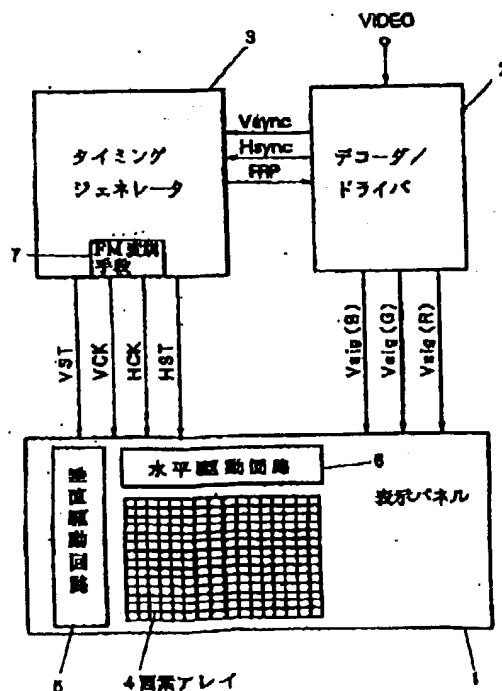 VIDEO
3
2
タイミング
ジェネレータ
Vsync
Hsync
FRP
デコーダ/
ドライバ
7
FM変調
手段
VST
VCK
HCK
HST
Vsig(B)
Vsig(G)
Vsig(R)
水平駆動回路
6
表示パネル
垂直駆動回路
5
4画素アレイ
1